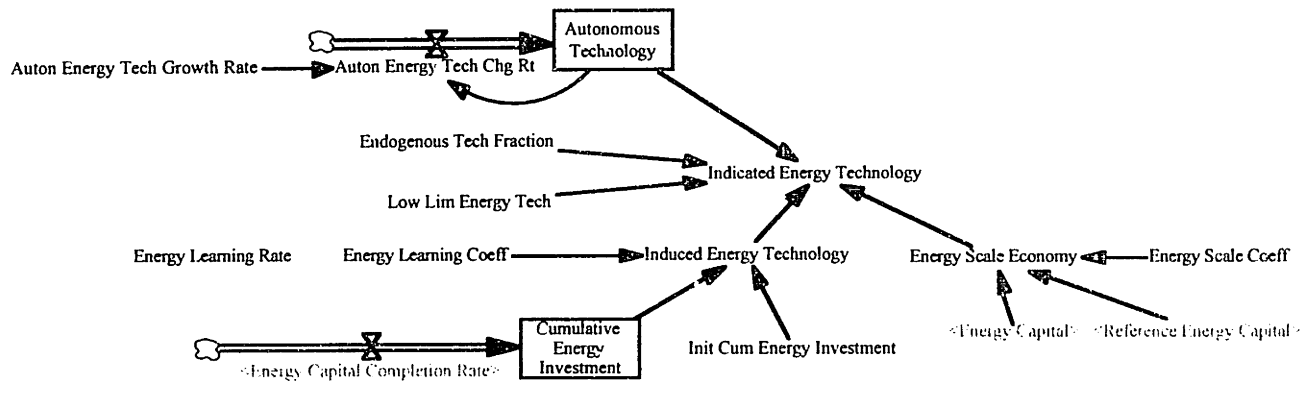 Autonomous
Technology
Auton Energy Tech Growth Rate
Auton Energy Tech Chg Rt
Endogenous Tech Fraction
Indicated Energy Technology
Low Lim Energy Tech
Energy Learning Rate
Energy Learning Coeff
Induced Energy Technology
Energy Scale Economy
Energy Scale Coeff
<Energy Capital>
<Reference Energy Capital>
Cumulative
Energy
Investment
Init Cum Energy Investment
<Energy Capital Completion Rate>